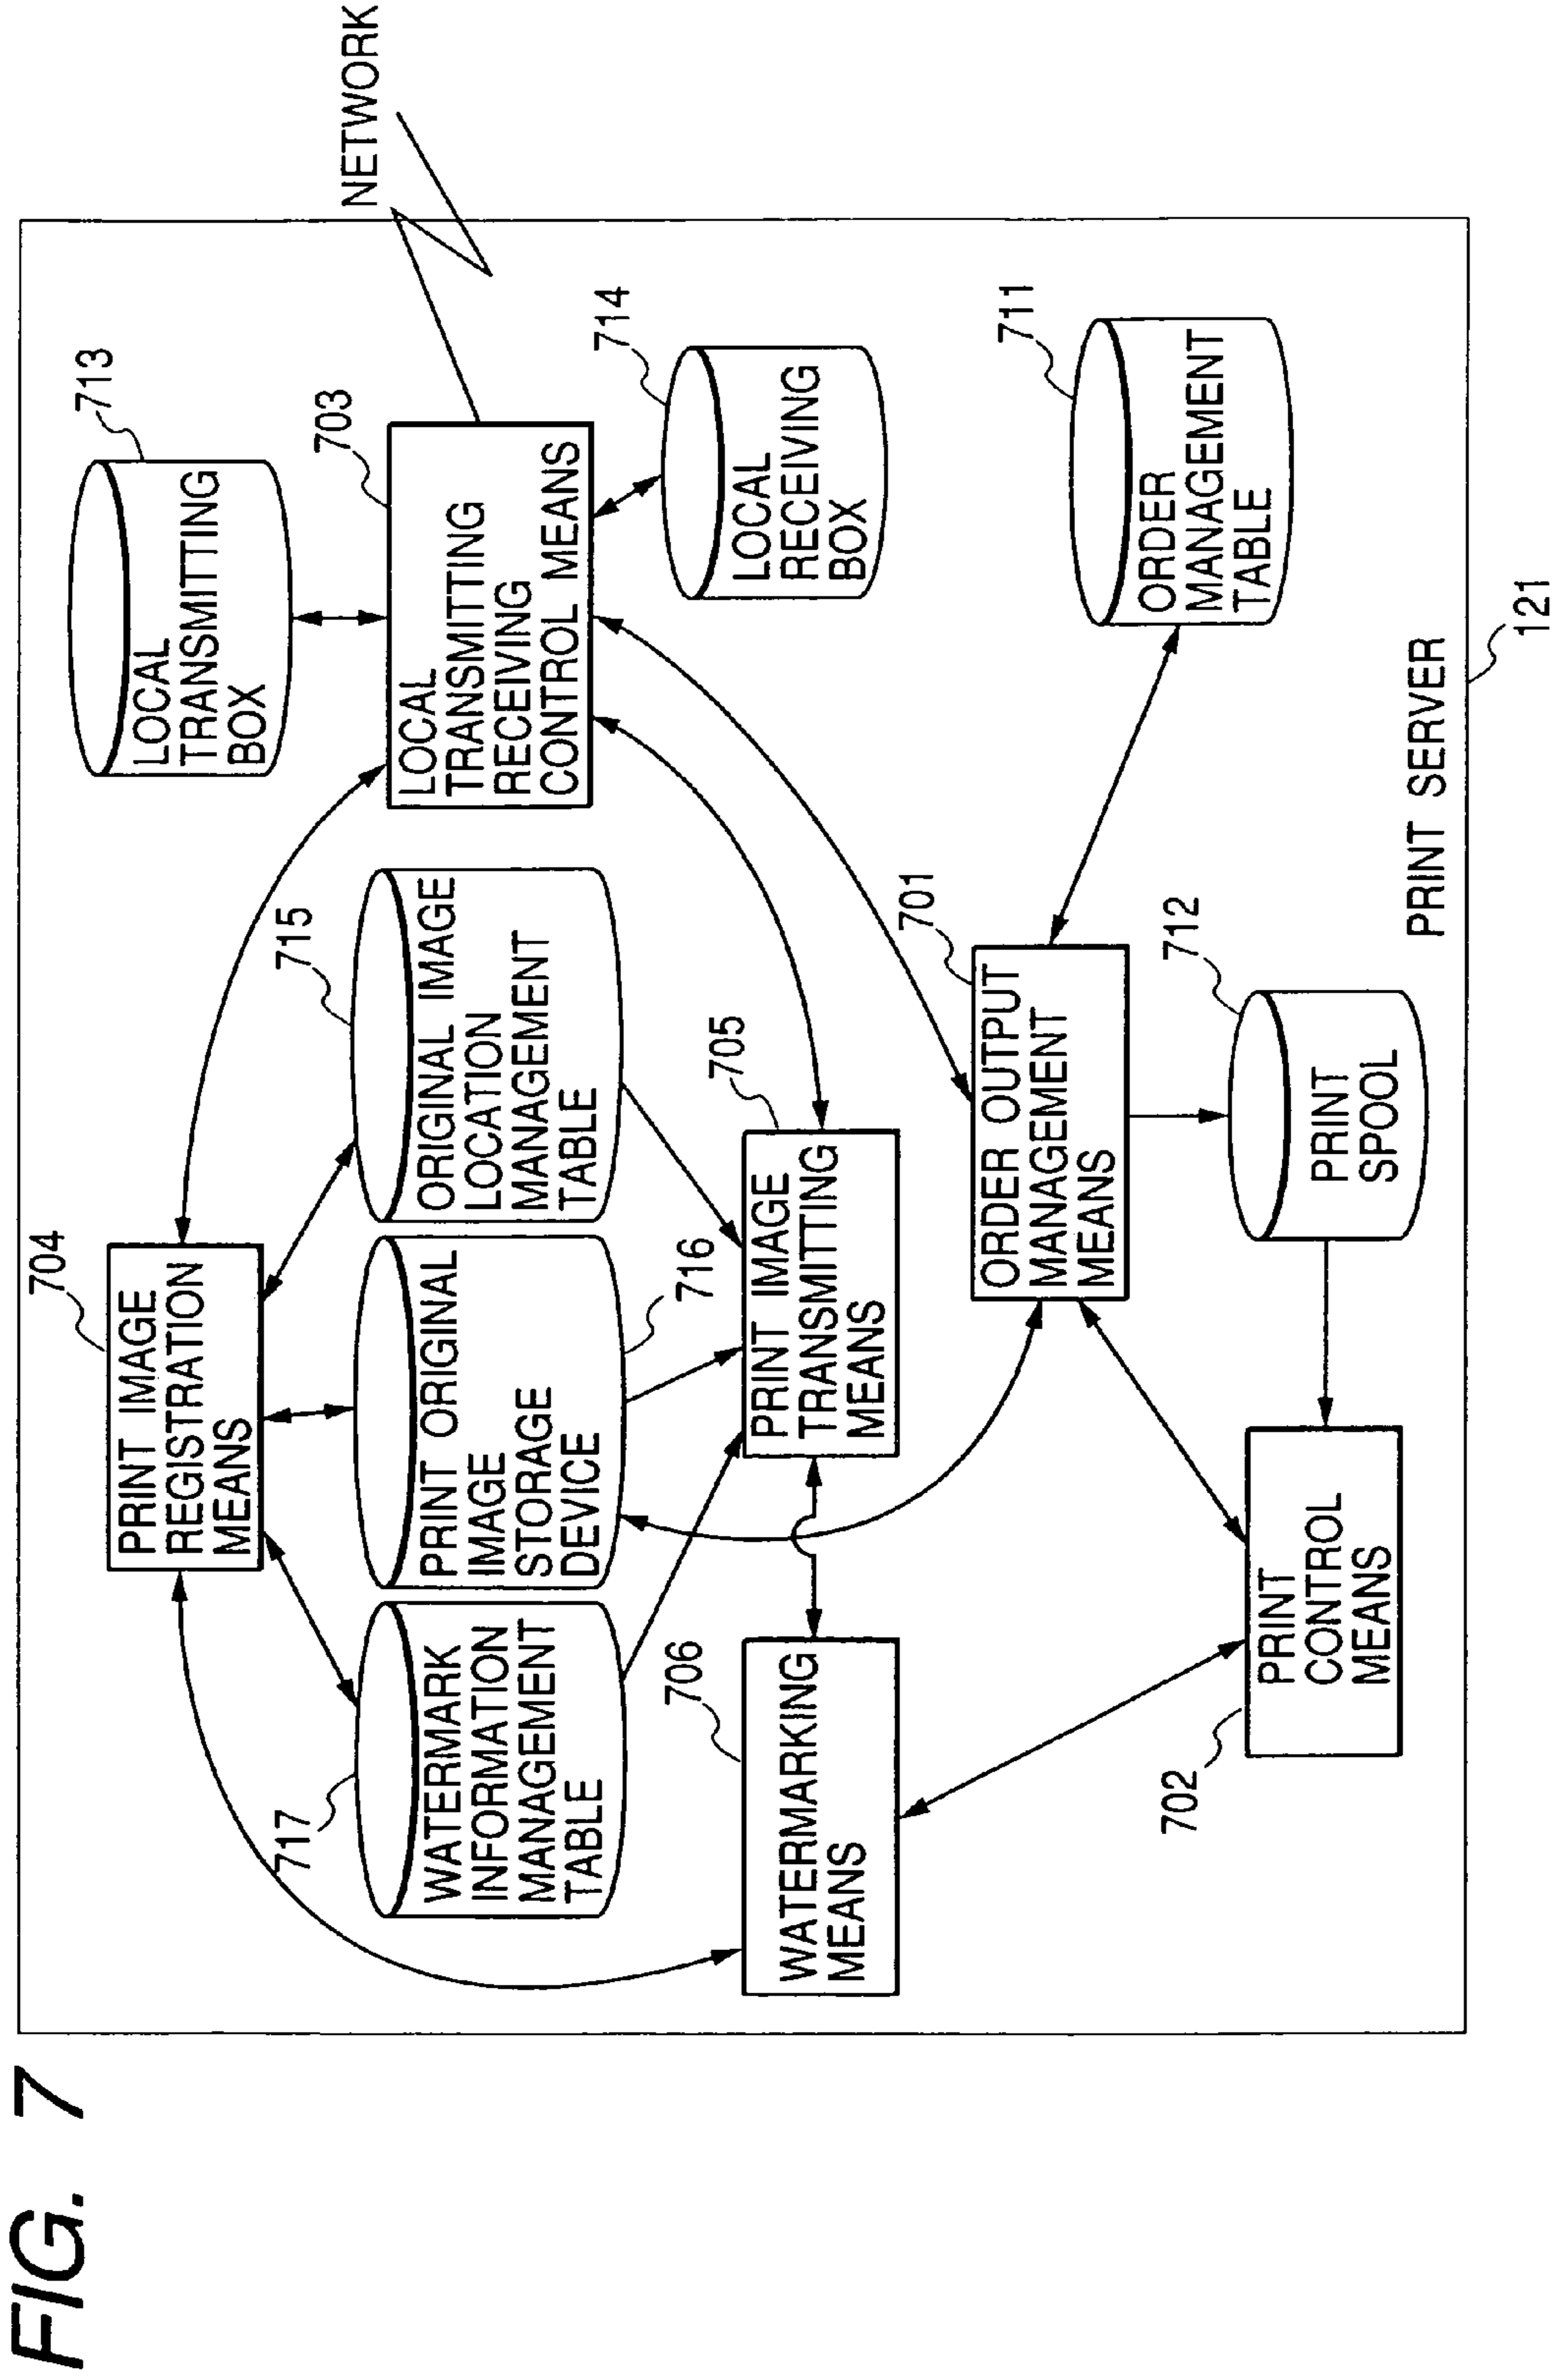 FIG. 7
704
PRINT IMAGE
REGISTRATION
MEANS
713
LOCAL
TRANSMITTING
BOX
717
WATERMARK
INFORMATION
MANAGEMENT
TABLE
PRINT ORIGINAL
IMAGE
STORAGE
DEVICE
716
715
ORIGINAL IMAGE
LOCATION
MANAGEMENT
TABLE
703
LOCAL
TRANSMITTING
RECEIVING
CONTROL MEANS
NETWORK
706
WATERMARKING
MEANS
705
PRINT IMAGE
TRANSMITTING
MEANS
714
LOCAL
RECEIVING
BOX
701
ORDER OUTPUT
MANAGEMENT
MEANS
711
ORDER
MANAGEMENT
TABLE
702
PRINT
CONTROL
MEANS
712
PRINT
SPOOL
PRINT SERVER
121